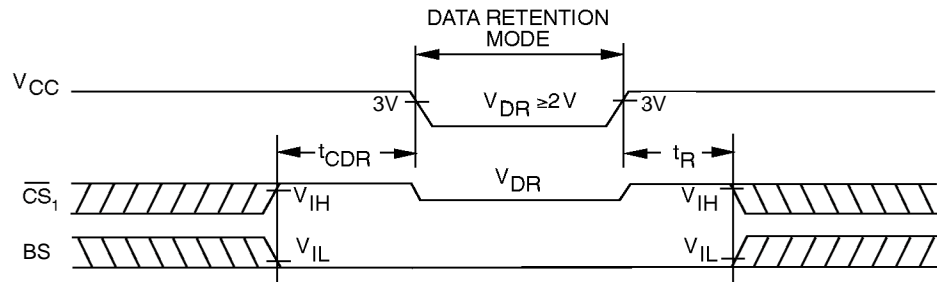 DATA RETENTION
MODE
VCC
3V
VDR ≥2V
3V
tCDR
tR
CS1
VIH
VDR
VIH
BS
VIL
VIL